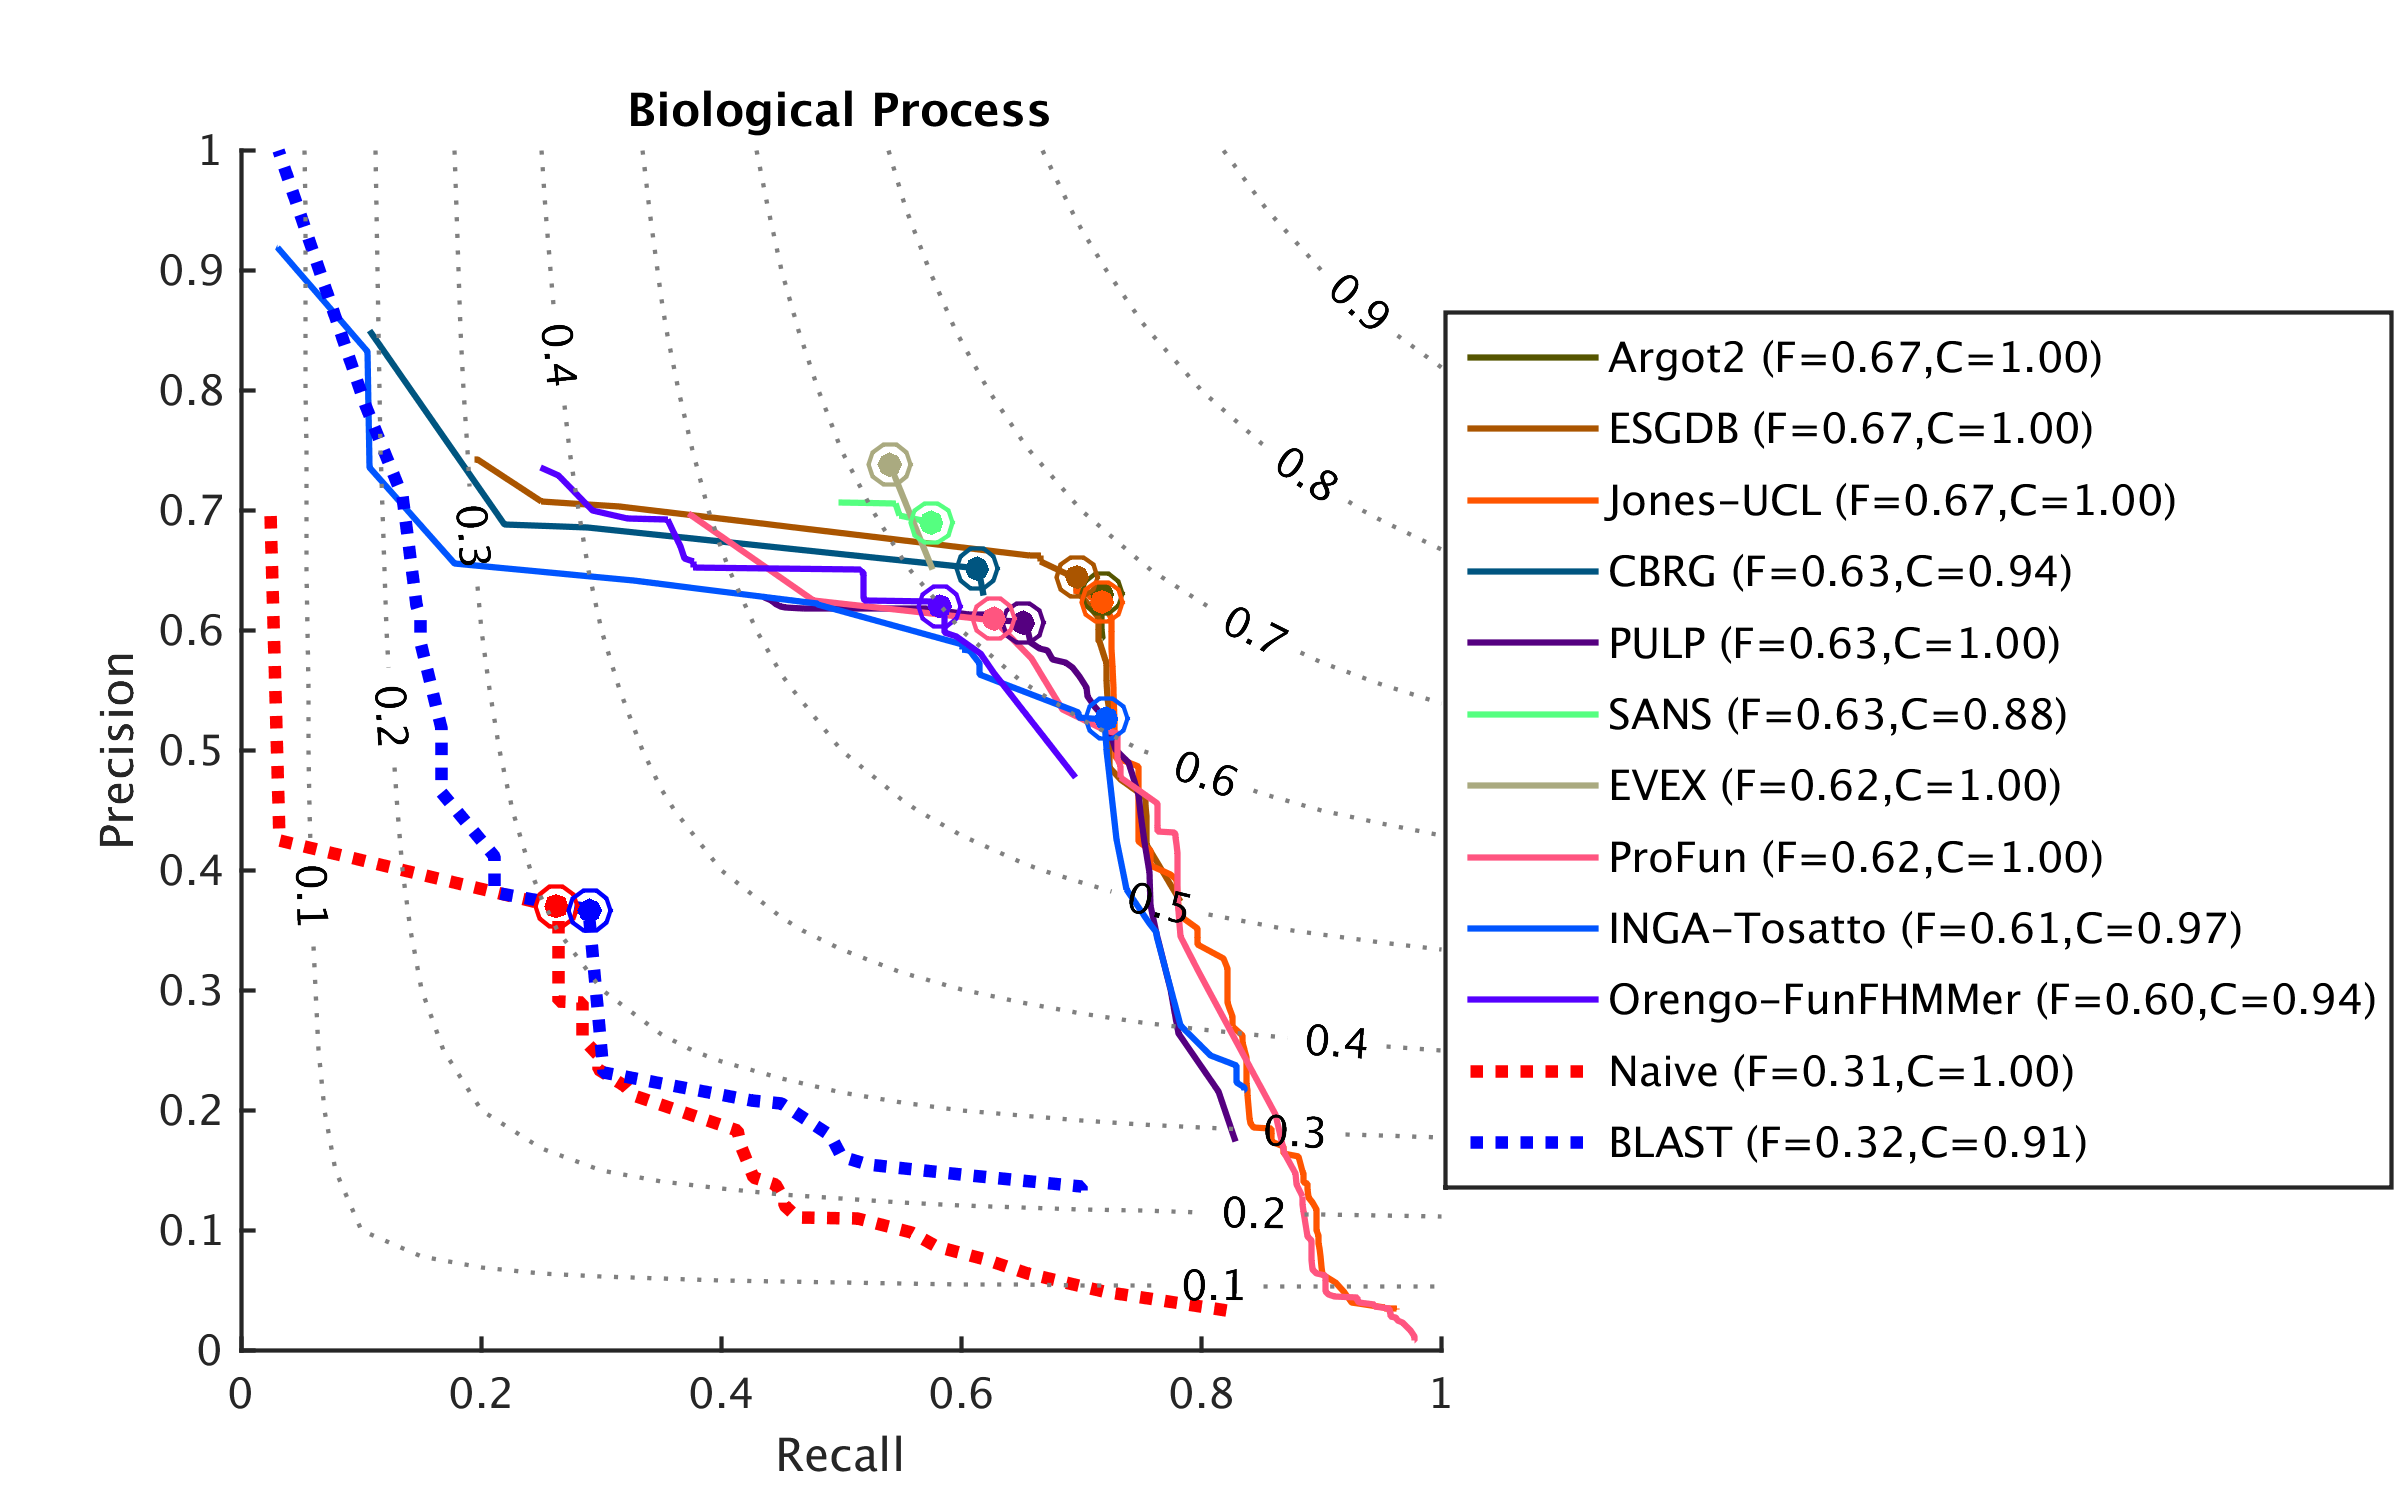 Biological Process
1
0.9
0.8
0.7
0.6
0.5
0.4
0.3
0.2
0.1
0
Precision
0
0.2
0.4
0.6
0.8
1
Recall
0.9
0.8
0.7
0.6
0.5
0.4
0.3
0.2
0.1
0.4
0.3
0.2
0.1
Argot2 (F=0.67,C=1.00)
ESGDB (F=0.67,C=1.00)
Jones-UCL (F=0.67,C=1.00)
CBRG (F=0.63,C=0.94)
PULP (F=0.63,C=1.00)
SANS (F=0.63,C=0.88)
EVEX (F=0.62,C=1.00)
ProFun (F=0.62,C=1.00)
INGA-Tosatto (F=0.61,C=0.97)
Orengo-FunFHMMer (F=0.60,C=0.94)
Naive (F=0.31,C=1.00)
BLAST (F=0.32,C=0.91)